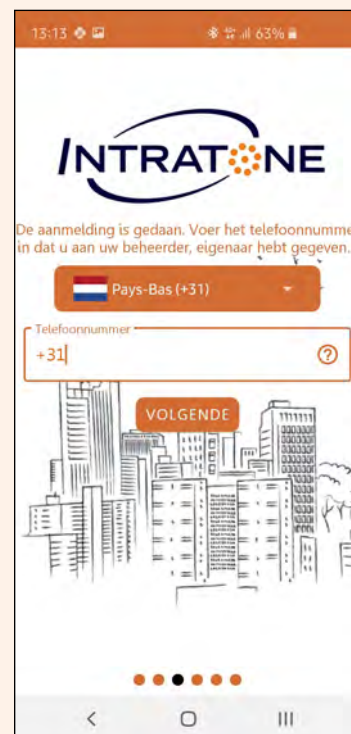 13:13 63%
INTRATONE
De aanmelding is gedaan. Voer het telefoonnumme
in dat u aan uw beheerder, eigenaar hebt gegeven.
Pays-Bas (+31)
Telefoonnummer
+31
VOLGENDE